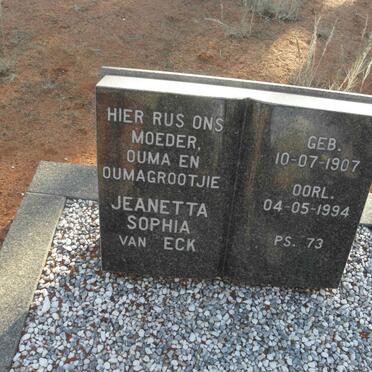 HIER RUS ONS
MOEDER,
OUMA EN
OUMAGROOTJIE
JEANETTA
SOPHIA
VAN ECK
GEB.
10-07-1907
OORL.
04-05-1994
PS. 73